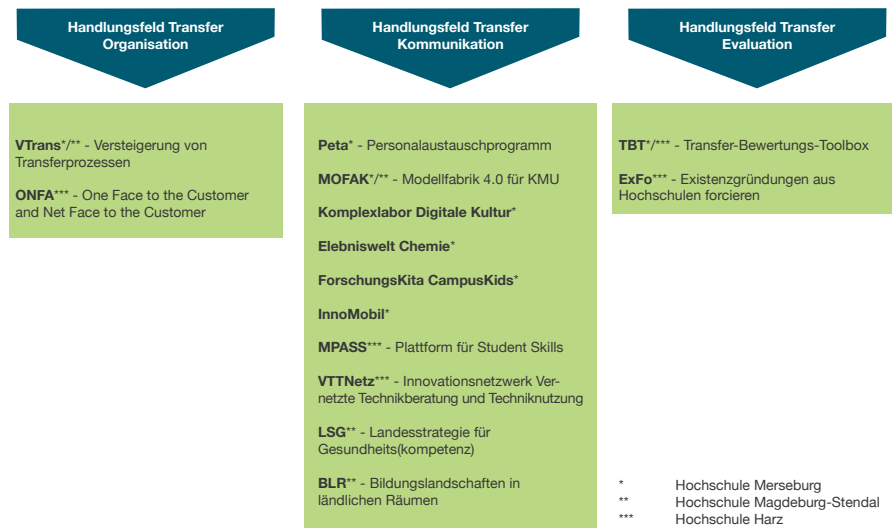 Handlungsfeld Transfer
Organisation
VTrans*/** - Versteigerung von
Transferprozessen
ONFA*** - One Face to the Customer
and Net Face to the Customer
Handlungsfeld Transfer
Kommunikation
Peta* - Personalaustauschprogramm
MOFAK*/** - Modellfabrik 4.0 für KMU
Komplexlabor Digitale Kultur*
Elebniswelt Chemie*
ForschungsKita CampusKids*
InnoMobil*
MPASS*** - Plattform für Student Skills
VTTNetz*** - Innovationsnetzwerk Ver-
netzte Technikberatung und Techniknutzung
LSG** - Landesstrategie für
Gesundheits(kompetenz)
BLR** - Bildungslandschaften in
ländlichen Räumen
Handlungsfeld Transfer
Evaluation
TBT*/*** - Transfer-Bewertungs-Toolbox
ExFo*** - Existenzgründungen aus
Hochschulen forcieren
* Hochschule Merseburg
** Hochschule Magdeburg-Stendal
*** Hochschule Harz